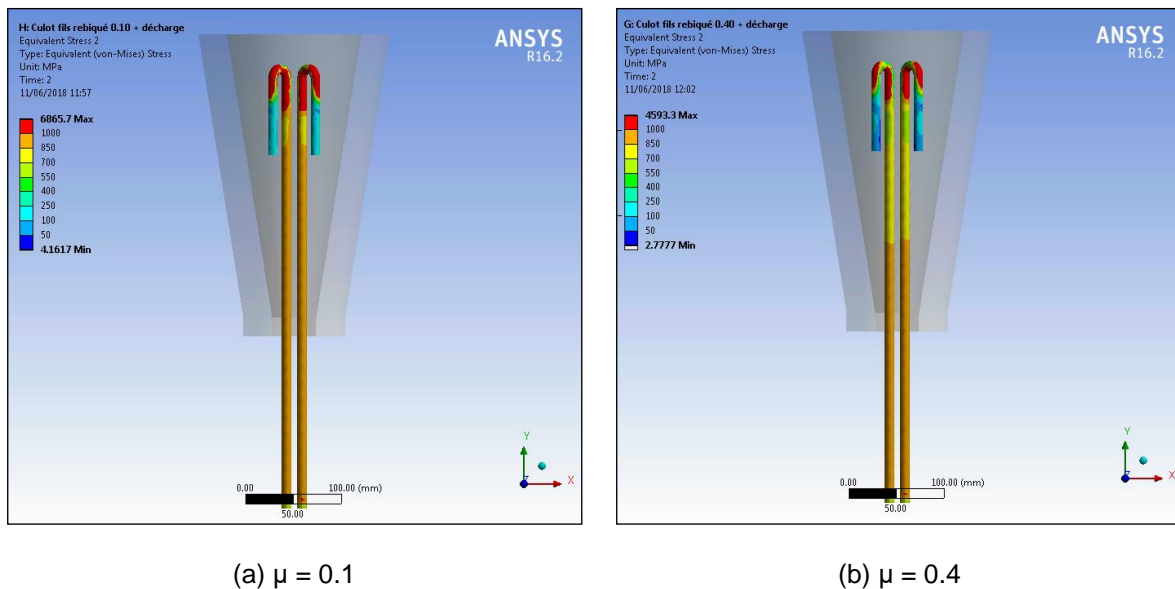 H: Culot fils rebiqué 0.10 + décharge
Equivalent Stress 2
Type: Equivalent (von-Mises) Stress
Unit: MPa
Time: 2
11/06/2018 11:57
6865.7 Max
1000
850
700
550
400
250
100
50
4.1617 Min
ANSYS
R16.2
Y
X
0.00
100.00 (mm)
50.00
(a) μ = 0.1
G: Culot fils rebiqué 0.40 + décharge
Equivalent Stress 2
Type: Equivalent (von-Mises) Stress
Unit: MPa
Time: 2
11/06/2018 12:02
4593.3 Max
1000
850
700
550
400
250
100
50
2.7777 Min
ANSYS
R16.2
Y
X
0.00
100.00 (mm)
50.00
(b) μ = 0.4